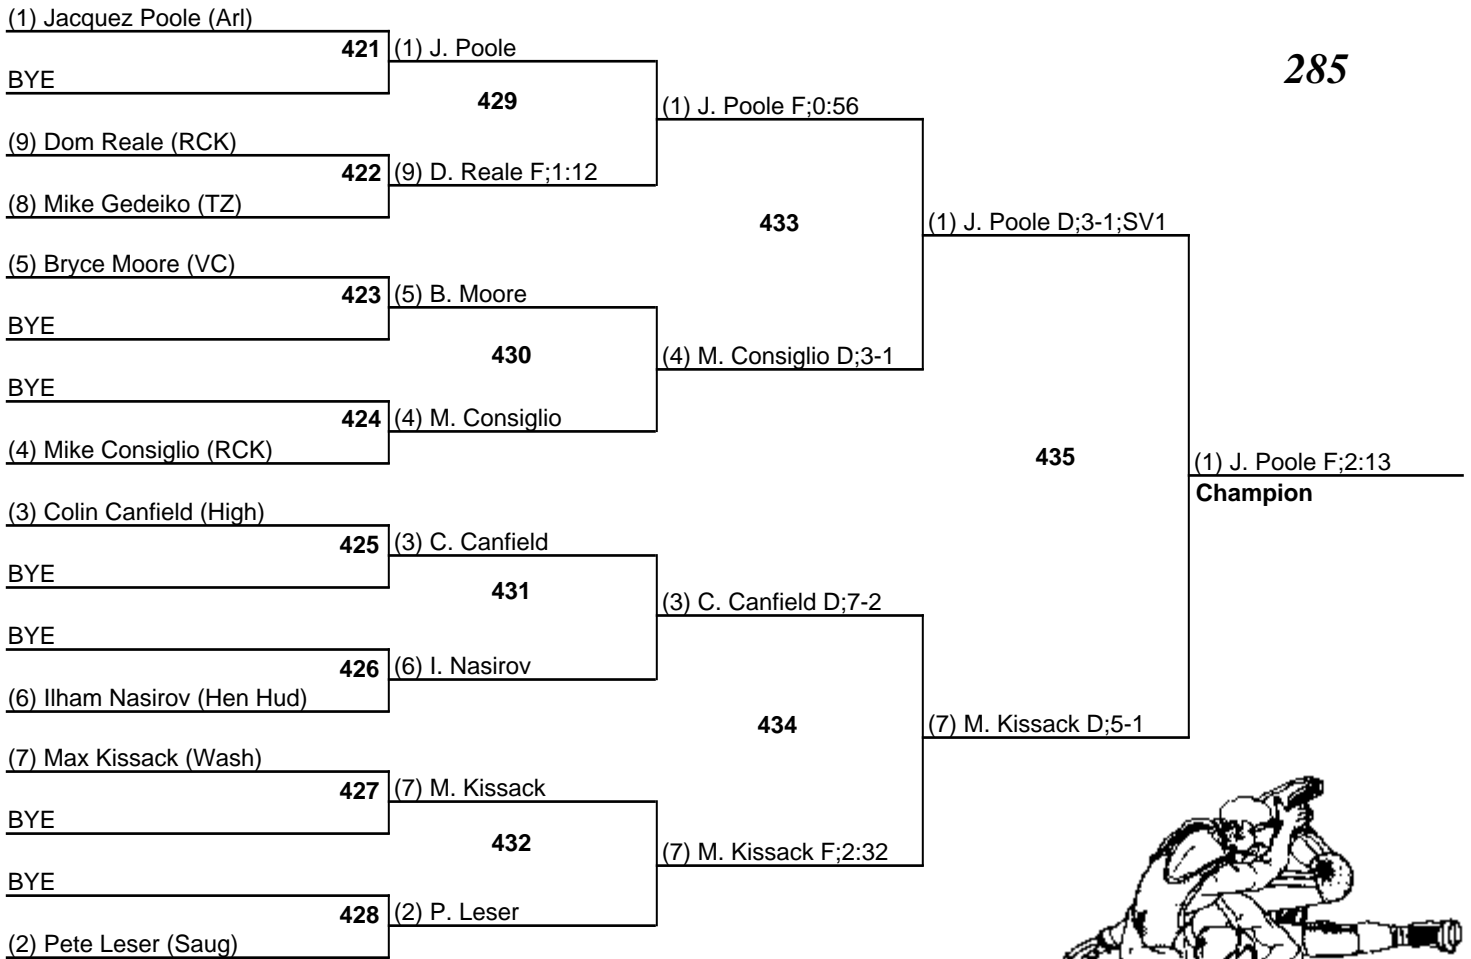 (1) Jacquez Poole (Arl)
421
(1) J. Poole
285
BYE
429
(1) J. Poole F;0:56
(9) Dom Reale (RCK)
422
(9) D. Reale F;1:12
(8) Mike Gedeiko (TZ)
433
(1) J. Poole D;3-1;SV1
(5) Bryce Moore (VC)
423
(5) B. Moore
BYE
430
(4) M. Consiglio D;3-1
BYE
424
(4) M. Consiglio
(4) Mike Consiglio (RCK)
435
(1) J. Poole F;2:13
Champion
(3) Colin Canfield (High)
425
(3) C. Canfield
BYE
431
(3) C. Canfield D;7-2
BYE
426
(6) I. Nasirov
(6) Ilham Nasirov (Hen Hud)
434
(7) M. Kissack D;5-1
(7) Max Kissack (Wash)
427
(7) M. Kissack
BYE
432
(7) M. Kissack F;2:32
BYE
428
(2) P. Leser
(2) Pete Leser (Saug)